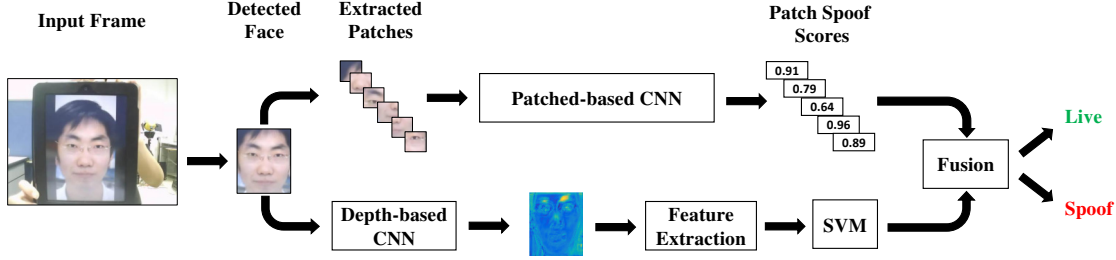 Input Frame
Detected
Face
Extracted
Patches
Patch Spoof
Scores
Patched-based CNN
0.91
0.79
0.64
0.96
0.89
Live
Fusion
Spoof
Depth-based
CNN
Feature
Extraction
SVM